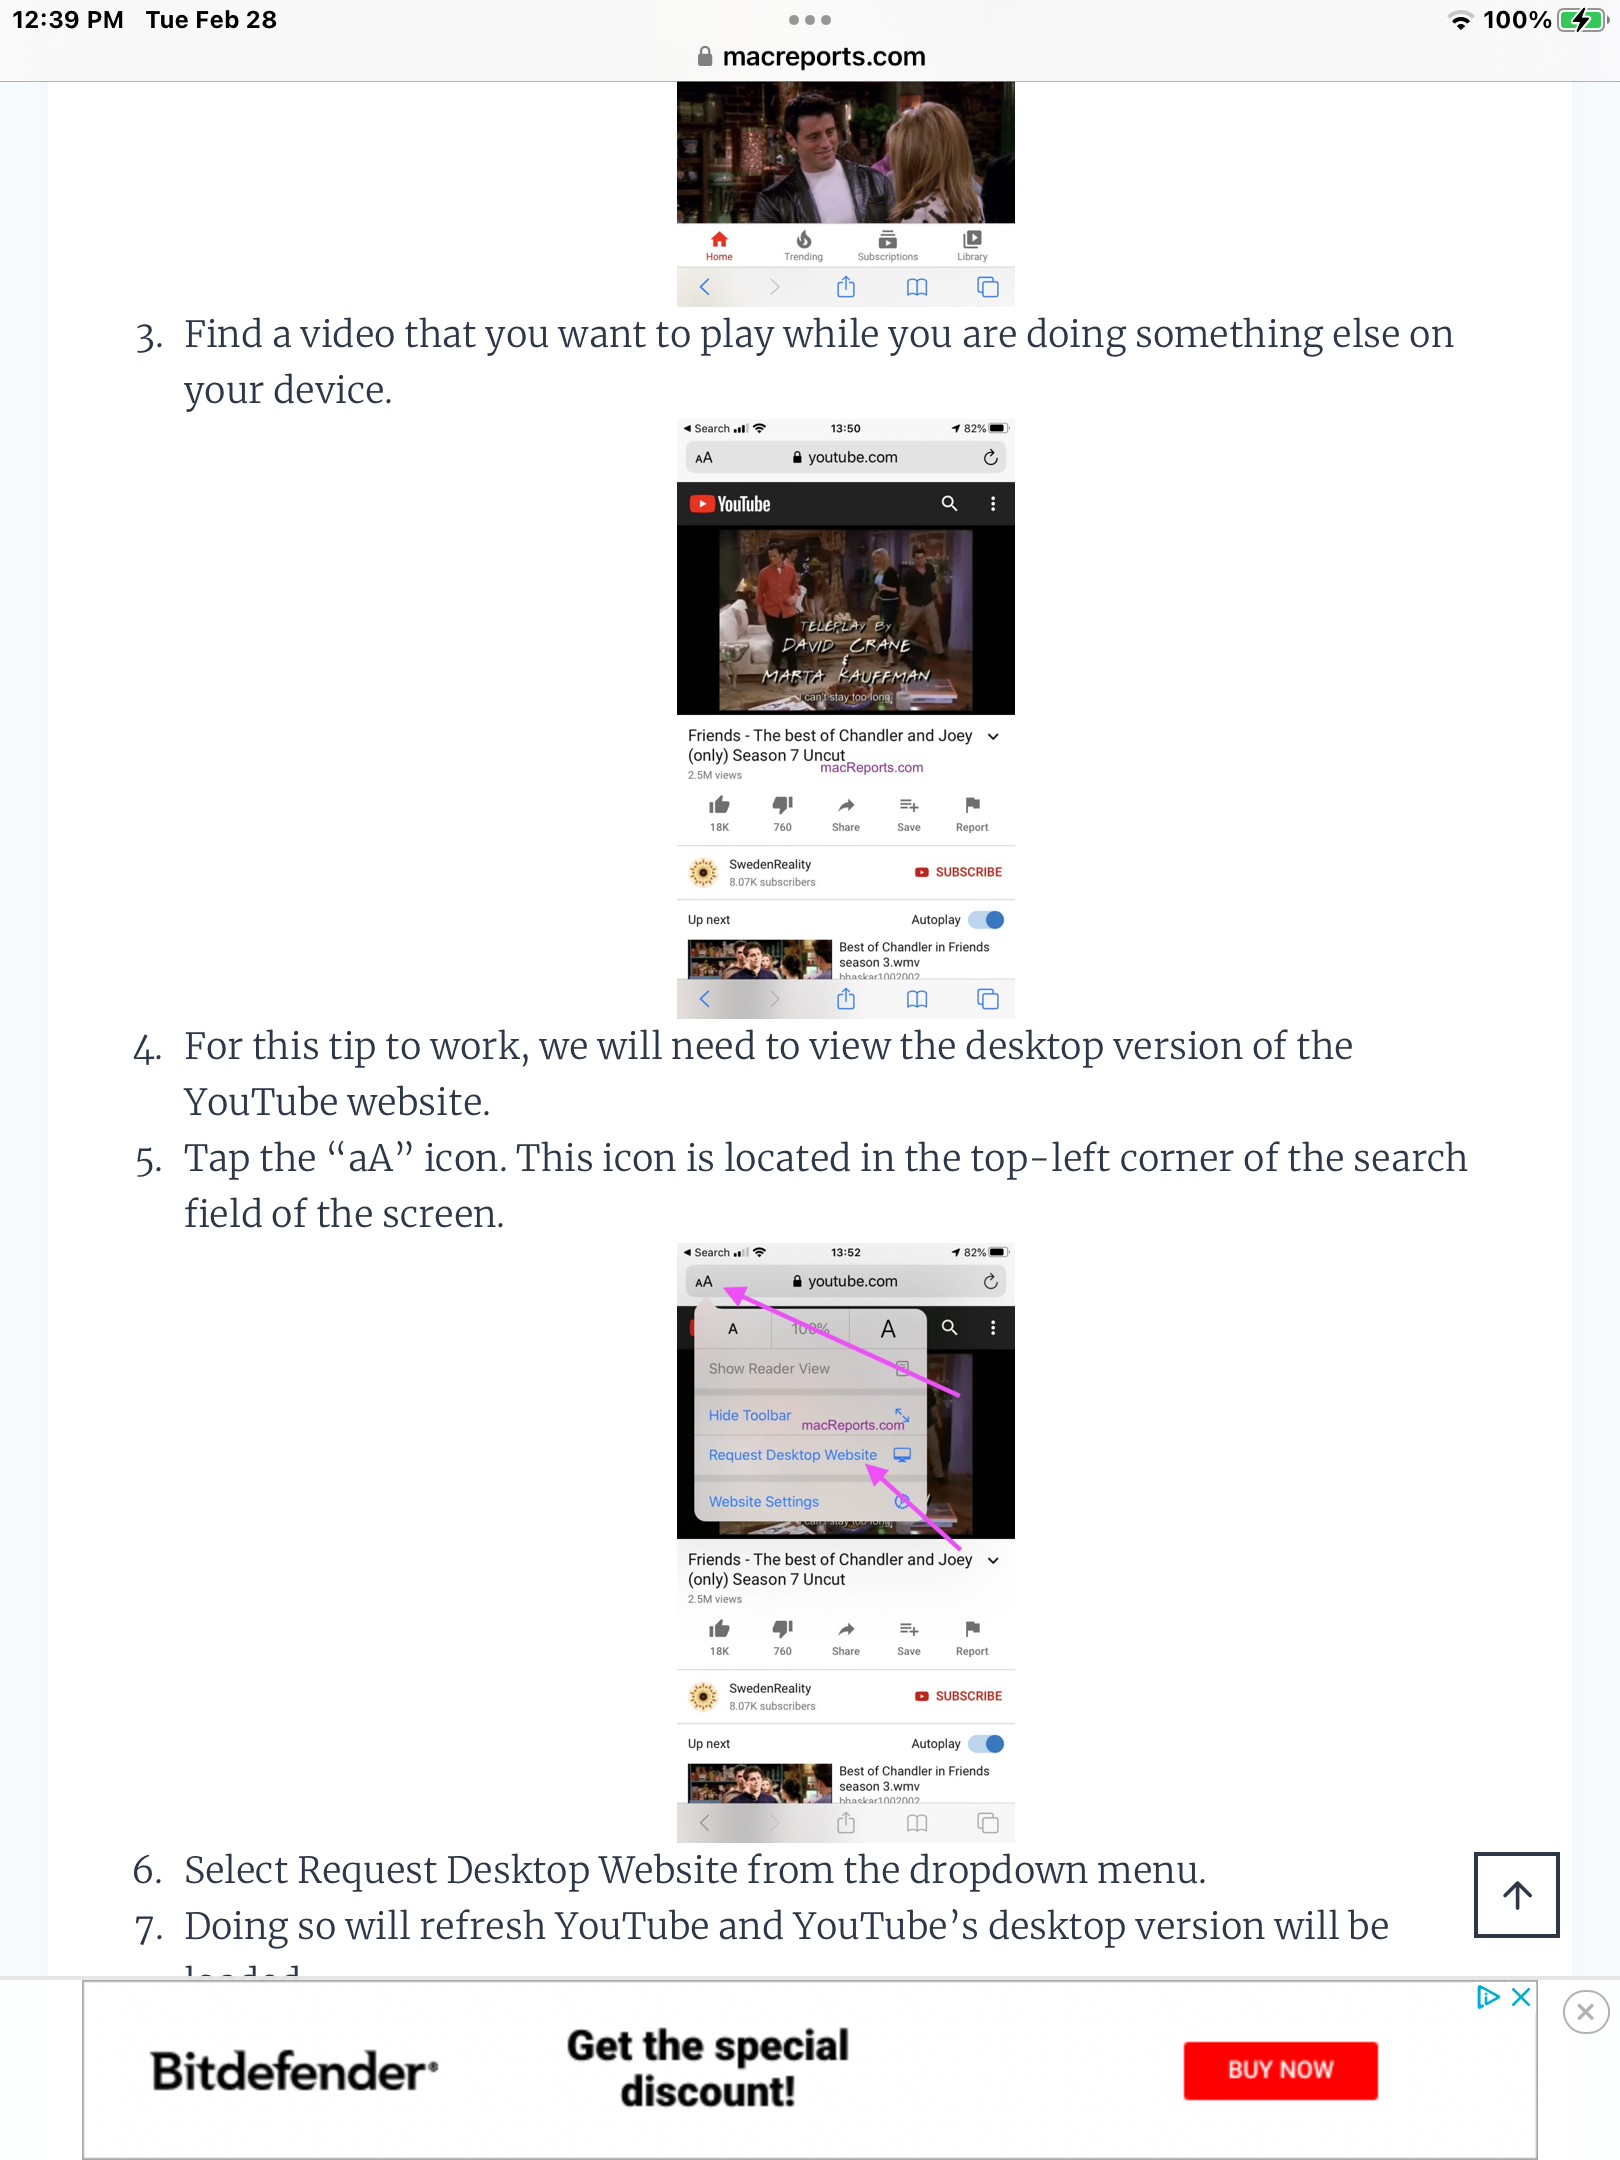 12:39 PM Tue Feb 28
100%
macreports.com
Home Trending Subscriptions Library
3. Find a video that you want to play while you are doing something else on
your device.
Search 13:50 82%
AA youtube.com
YouTube
TELEPLAY BY
DAVID CRANE
&
MARTA KAUFFMAN
I can't stay too long,
Friends - The best of Chandler and Joey
(only) Season 7 Uncut
macReports.com
2.5M views
18K 760 Share Save Report
SwedenReality
8.07K subscribers
SUBSCRIBE
Up next Autoplay
Best of Chandler in Friends
season 3.wmv
bhaskar1002002
4. For this tip to work, we will need to view the desktop version of the
YouTube website.
5. Tap the “aA” icon. This icon is located in the top-left corner of the search
field of the screen.
Search 13:52 82%
AA youtube.com
A 100% A
Show Reader View
Hide Toolbar
macReports.com
Request Desktop Website
Website Settings
I can't stay too long,
Friends - The best of Chandler and Joey
(only) Season 7 Uncut
2.5M views
18K 760 Share Save Report
SwedenReality
8.07K subscribers
SUBSCRIBE
Up next Autoplay
Best of Chandler in Friends
season 3.wmv
bhaskar1002002
6. Select Request Desktop Website from the dropdown menu.
7. Doing so will refresh YouTube and YouTube’s desktop version will be
loaded
Bitdefender
Get the special
discount!
BUY NOW